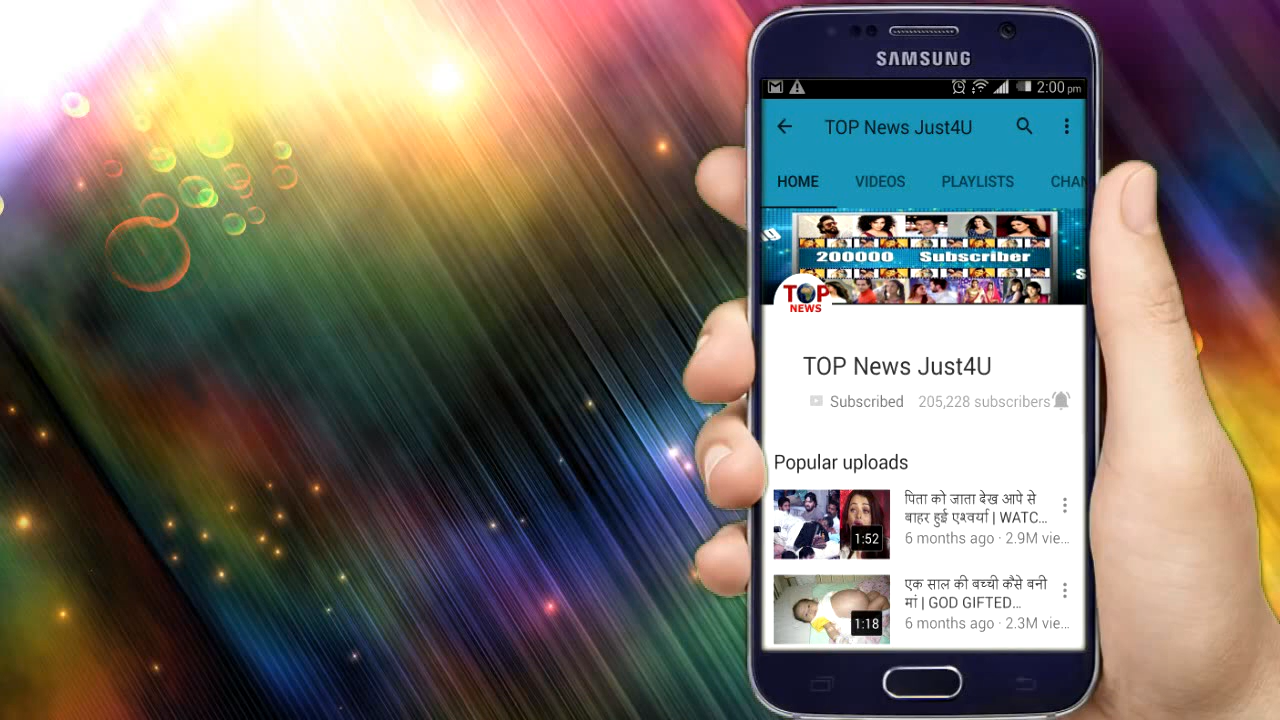 SAMSUNG
2:00 pm
TOP News Just4U
HOME VIDEOS PLAYLISTS CHAN
200000 Subscriber
TOP
NEWS
TOP News Just4U
Subscribed 205,228 subscribers
Popular uploads
पिता को जाता देख आपे से
बाहर हुई एश्वर्या | WATC...
6 months ago · 2.9M vie...
1:52
एक साल की बच्ची कैसे बनी
मां | GOD GIFTED...
6 months ago · 2.3M vie...
1:18